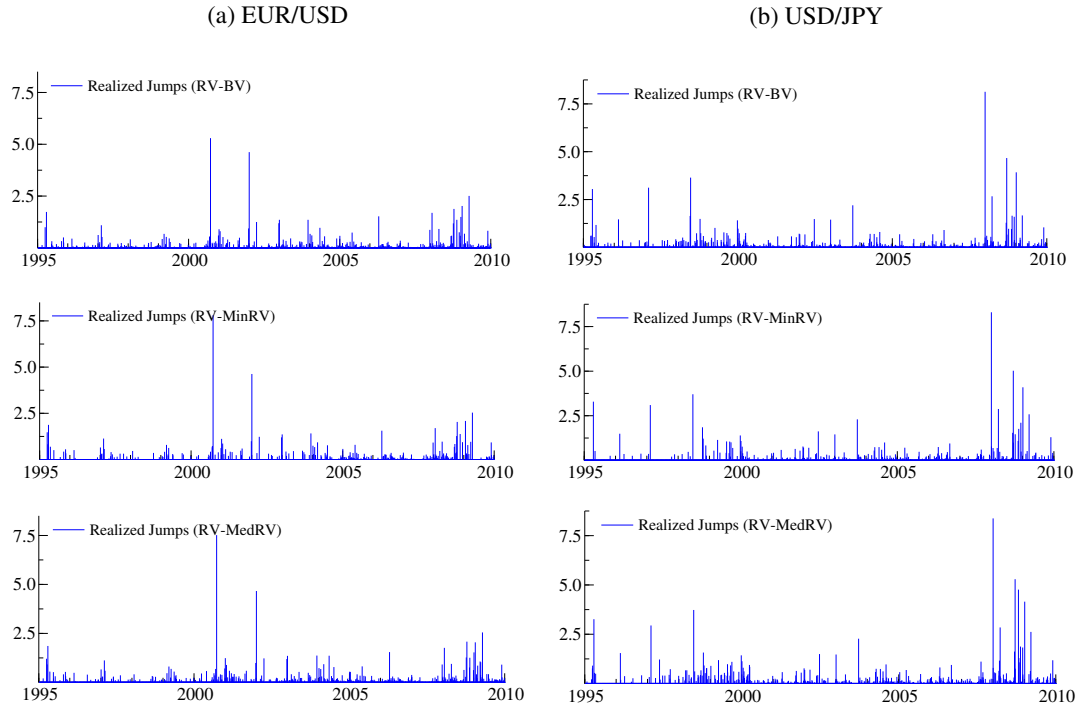 (a) EUR/USD
(b) USD/JPY
Realized Jumps (RV-BV)
7.5
5.0
2.5
1995 2000 2005 2010
Realized Jumps (RV-BV)
7.5
5.0
2.5
1995 2000 2005 2010
Realized Jumps (RV-MinRV)
7.5
5.0
2.5
1995 2000 2005 2010
Realized Jumps (RV-MinRV)
7.5
5.0
2.5
1995 2000 2005 2010
Realized Jumps (RV-MedRV)
7.5
5.0
2.5
1995 2000 2005 2010
Realized Jumps (RV-MedRV)
7.5
5.0
2.5
1995 2000 2005 2010